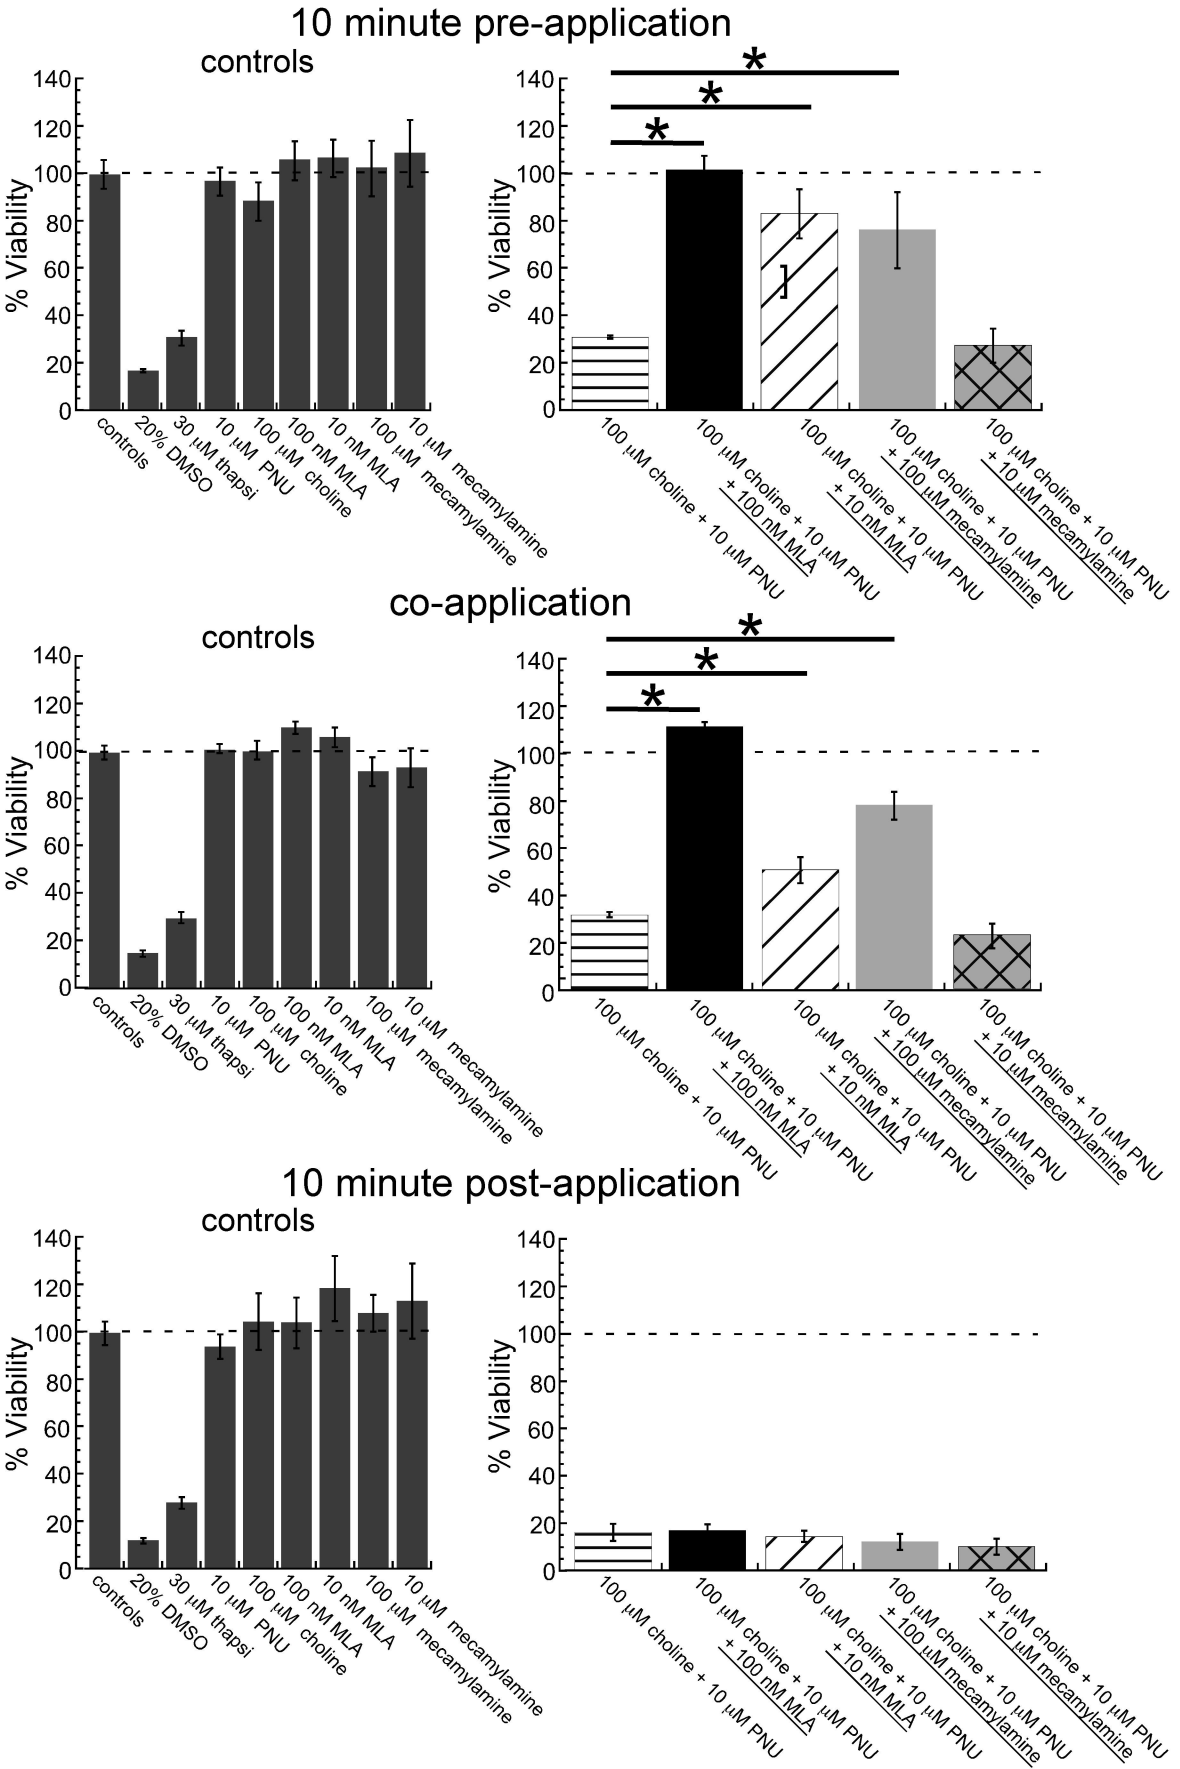 10 minute pre-application
controls
% Viability
140
120
100
80
60
40
20
0
controls
20% DMSO
30 µM thapsi
10 µM PNU
100 µM choline
100 nM MLA
10 nM MLA
100 µM mecamylamine
10 µM mecamylamine
% Viability
140
120
100
80
60
40
20
0
* 
*
*
100 µM choline + 10 µM PNU
100 µM choline + 10 µM PNU
+ 100 nM MLA
100 µM choline + 10 µM PNU
+ 10 nM MLA
100 µM choline + 10 µM PNU
+ 100 µM mecamylamine
100 µM choline + 10 µM PNU
+ 10 µM mecamylamine
co-application
controls
% Viability
140
120
100
80
60
40
20
0
controls
20% DMSO
30 µM thapsi
10 µM PNU
100 µM choline
100 nM MLA
10 nM MLA
100 µM mecamylamine
10 µM mecamylamine
% Viability
140
120
100
80
60
40
20
0
*
*
*
100 µM choline + 10 µM PNU
100 µM choline + 10 µM PNU
+ 100 nM MLA
100 µM choline + 10 µM PNU
+ 10 nM MLA
100 µM choline + 10 µM PNU
+ 100 µM mecamylamine
100 µM choline + 10 µM PNU
+ 10 µM mecamylamine
10 minute post-application
controls
% Viability
140
120
100
80
60
40
20
0
controls
20% DMSO
30 µM thapsi
10 µM PNU
100 µM choline
100 nM MLA
10 nM MLA
100 µM mecamylamine
10 µM mecamylamine
% Viability
140
120
100
80
60
40
20
0
100 µM choline + 10 µM PNU
100 µM choline + 10 µM PNU
+ 100 nM MLA
100 µM choline + 10 µM PNU
+ 10 nM MLA
100 µM choline + 10 µM PNU
+ 100 µM mecamylamine
100 µM choline + 10 µM PNU
+ 10 µM mecamylamine